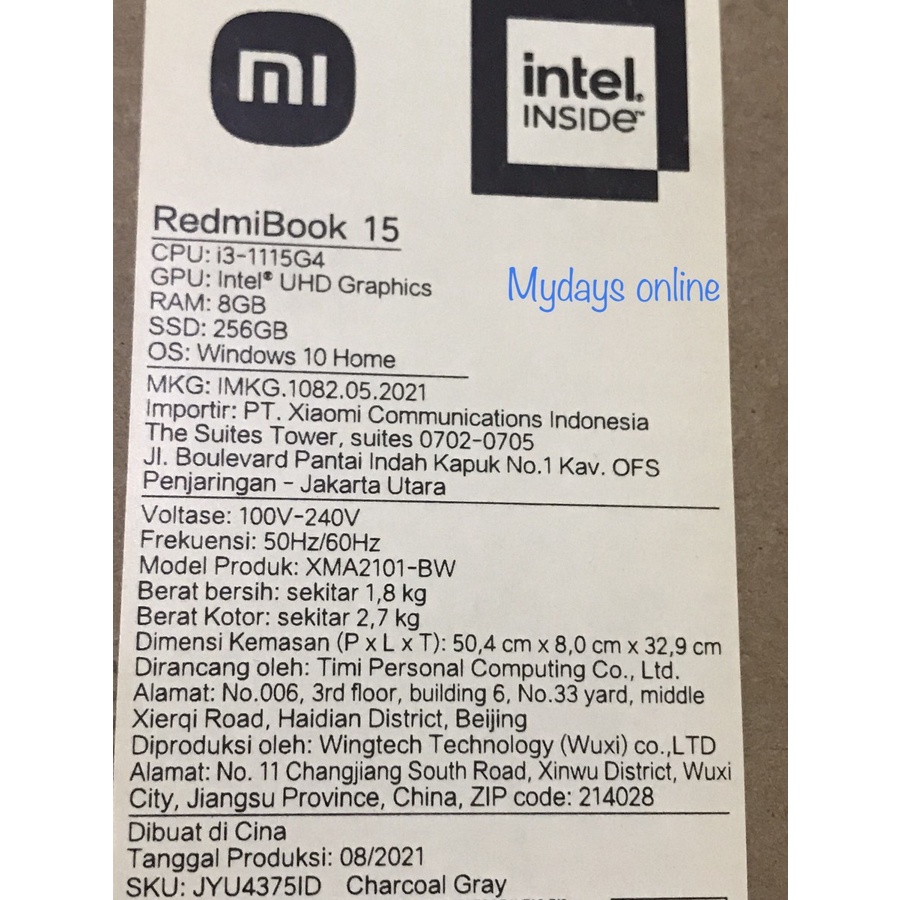 mi
intel.
INSIDE™
RedmiBook 15
CPU: i3-1115G4
GPU: Intel® UHD Graphics
RAM: 8GB
SSD: 256GB
OS: Windows 10 Home
Mydays online
MKG: IMKG.1082.05.2021
Importir: PT. Xiaomi Communications Indonesia
The Suites Tower, suites 0702-0705
Jl. Boulevard Pantai Indah Kapuk No.1 Kav. OFS
Penjaringan - Jakarta Utara
Voltase: 100V-240V
Frekuensi: 50Hz/60Hz
Model Produk: XMA2101-BW
Berat bersih: sekitar 1,8 kg
Berat Kotor: sekitar 2,7 kg
Dimensi Kemasan (P x L x T): 50,4 cm x 8,0 cm x 32,9 cm
Dirancang oleh: Timi Personal Computing Co., Ltd.
Alamat: No.006, 3rd floor, building 6, No.33 yard, middle
Xierqi Road, Haidian District, Beijing
Diproduksi oleh: Wingtech Technology (Wuxi) co.,LTD
Alamat: No. 11 Changjiang South Road, Xinwu District, Wuxi
City, Jiangsu Province, China, ZIP code: 214028
Dibuat di Cina
Tanggal Produksi: 08/2021
SKU: JYU4375ID Charcoal Gray